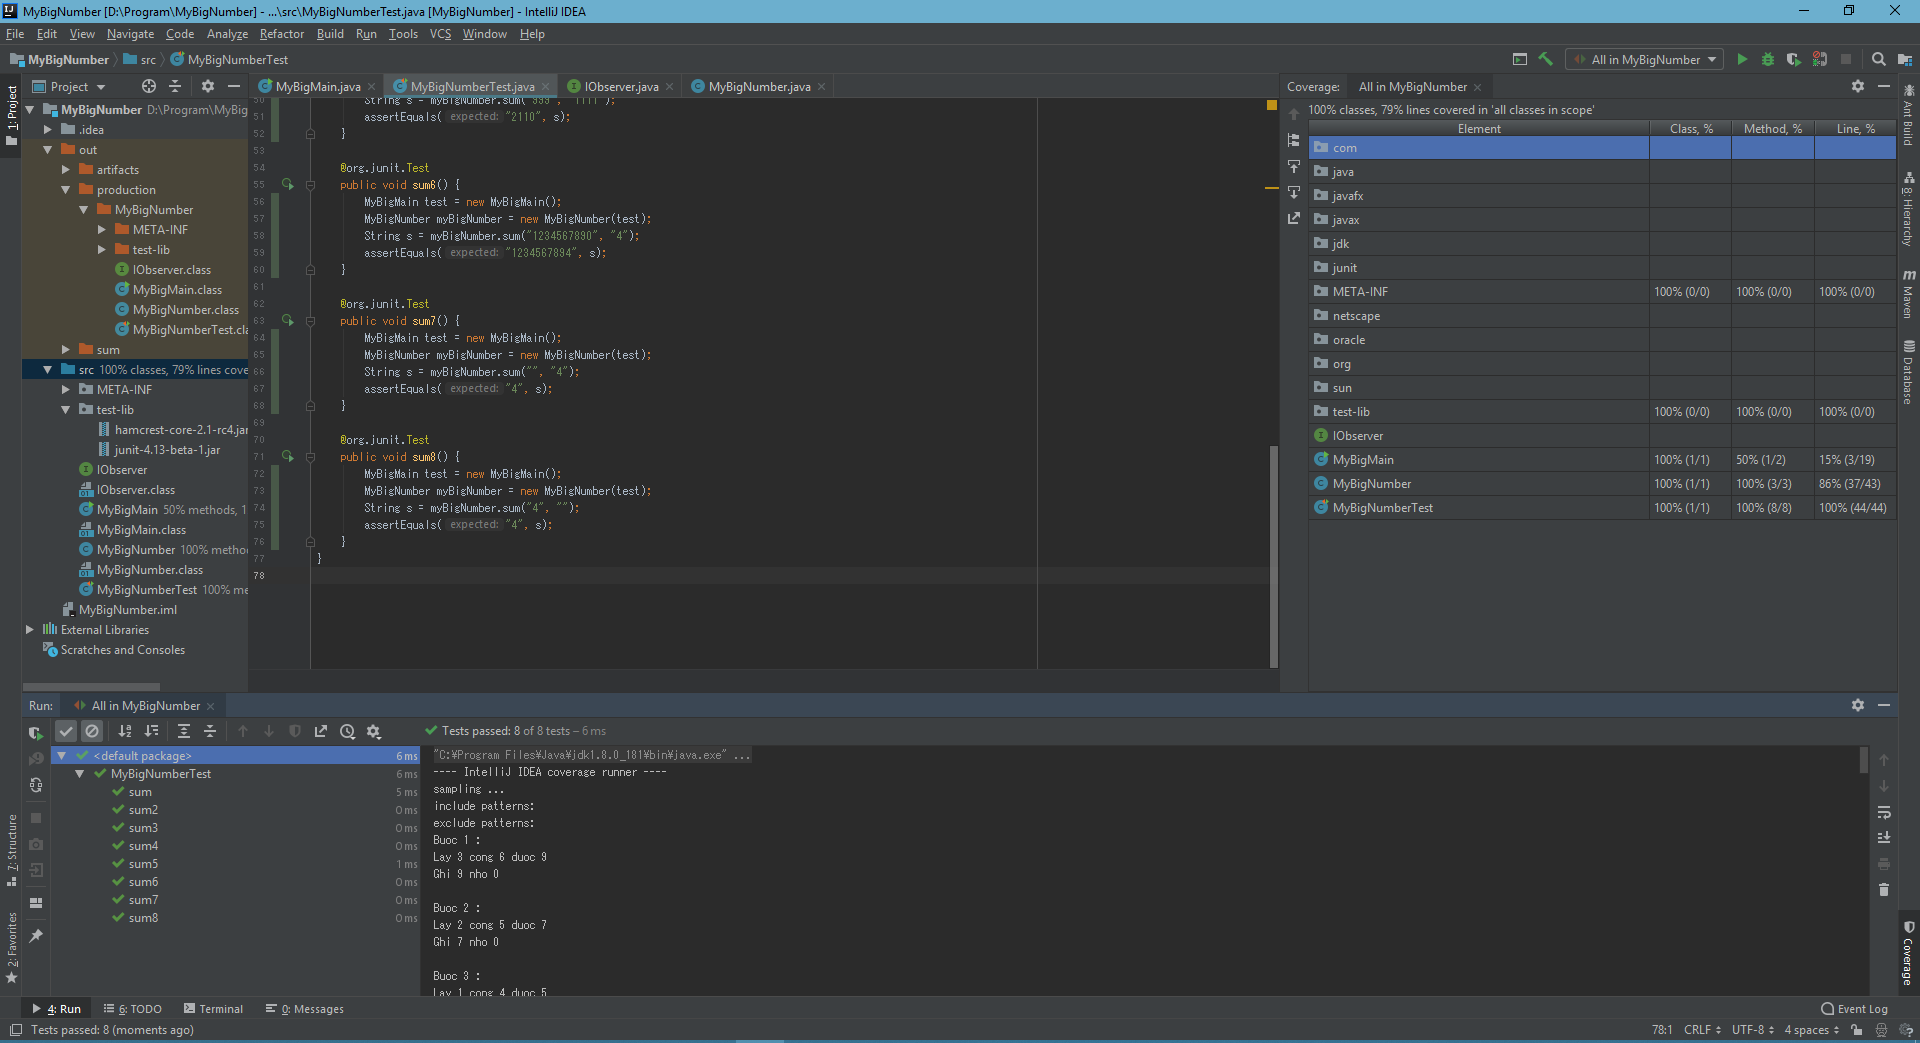 MyBigNumber [D:\Program\MyBigNumber] - ...\src\MyBigNumberTest.java [MyBigNumber] - IntelliJ IDEA
File Edit View Navigate Code Analyze Refactor Build Run Tools VCS Window Help
MyBigNumber src MyBigNumberTest
All in MyBigNumber
1: Project
7: Structure
2: Favorites
Project
MyBigNumber D:\Program\MyBig
.idea
out
artifacts
production
MyBigNumber
META-INF
test-lib
IObserver.class
MyBigMain.class
MyBigNumber.class
MyBigNumberTest.cla
sum
src 100% classes, 79% lines cove
META-INF
test-lib
hamcrest-core-2.1-rc4.jar
junit-4.13-beta-1.jar
IObserver
IObserver.class
MyBigMain 50% methods, 1
MyBigMain.class
MyBigNumber 100% metho
MyBigNumber.class
MyBigNumberTest 100% me
MyBigNumber.iml
External Libraries
Scratches and Consoles
MyBigMain.java MyBigNumberTest.java IObserver.java MyBigNumber.java
50 String s = myBigNumber.sum("999", "1111");
51 assertEquals( expected: "2110", s);
52 }
53
54 @org.junit.Test
55 public void sum6() {
56 MyBigMain test = new MyBigMain();
57 MyBigNumber myBigNumber = new MyBigNumber(test);
58 String s = myBigNumber.sum("1234567890", "4");
59 assertEquals( expected: "1234567894", s);
60 }
61
62 @org.junit.Test
63 public void sum7() {
64 MyBigMain test = new MyBigMain();
65 MyBigNumber myBigNumber = new MyBigNumber(test);
66 String s = myBigNumber.sum("", "4");
67 assertEquals( expected: "4", s);
68 }
69
70 @org.junit.Test
71 public void sum8() {
72 MyBigMain test = new MyBigMain();
73 MyBigNumber myBigNumber = new MyBigNumber(test);
74 String s = myBigNumber.sum("4", "");
75 assertEquals( expected: "4", s);
76 }
77 }
78
Coverage: All in MyBigNumber
100% classes, 79% lines covered in 'all classes in scope'
Element Class, % Method, % Line, %
com
java
javafx
javax
jdk
junit
META-INF 100% (0/0) 100% (0/0) 100% (0/0)
netscape
oracle
org
sun
test-lib 100% (0/0) 100% (0/0) 100% (0/0)
IObserver
MyBigMain 100% (1/1) 50% (1/2) 15% (3/19)
MyBigNumber 100% (1/1) 100% (3/3) 86% (37/43)
MyBigNumberTest 100% (1/1) 100% (8/8) 100% (44/44)
Ant Build
8: Hierarchy
m Maven
Database
Coverage
Run: All in MyBigNumber
Tests passed: 8 of 8 tests – 6 ms
<default package> 6 ms
MyBigNumberTest 6 ms
sum 5 ms
sum2 0 ms
sum3 0 ms
sum4 0 ms
sum5 1 ms
sum6 0 ms
sum7 0 ms
sum8 0 ms
"C:¥Program Files¥Java¥jdk1.8.0_181¥bin¥java.exe" ...
---- IntelliJ IDEA coverage runner ----
sampling ...
include patterns:
exclude patterns:
Buoc 1 :
Lay 3 cong 6 duoc 9
Ghi 9 nho 0
Buoc 2 :
Lay 2 cong 5 duoc 7
Ghi 7 nho 0
Buoc 3 :
Lay 1 cong 4 duoc 5
4: Run 6: TODO Terminal 0: Messages Event Log
Tests passed: 8 (moments ago) 78:1 CRLF UTF-8 4 spaces